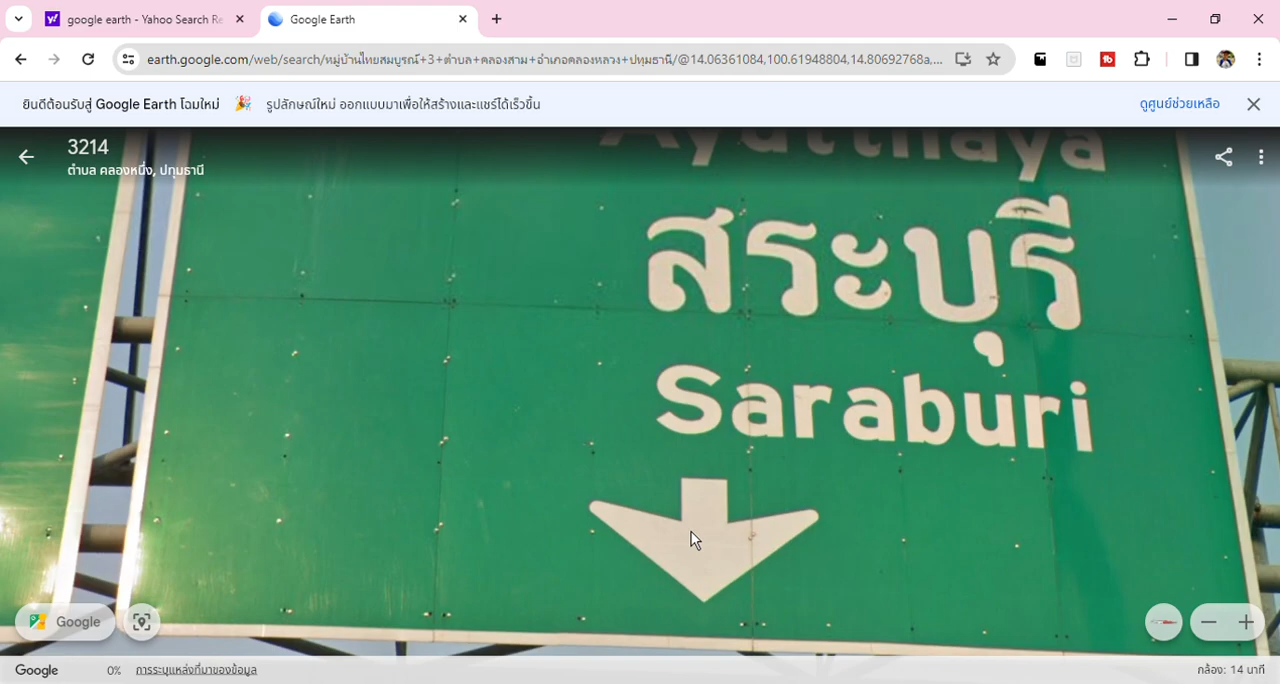 google earth - Yahoo Search Re
Google Earth
earth.google.com/web/search/หมู่บ้านไทยสมบูรณ์+3+ตำบล+คลองสาม+อำเภอคลองหลวง+ปทุมธานี/@14.06361084,100.61948804,14.80692768a,...
ยินดีต้อนรับสู่ Google Earth โฉมใหม่ 🎉 รูปลักษณ์ใหม่ ออกแบบมาเพื่อให้สร้างและแชร์ได้เร็วขึ้น
ดูศูนย์ช่วยเหลือ
3214
ตำบล คลองหนึ่ง, ปทุมธานี
Ayutthaya
สระบุรี
Saraburi
Google
Google 0% การระบุแหล่งที่มาของข้อมูล
กล้อง: 14 นาที